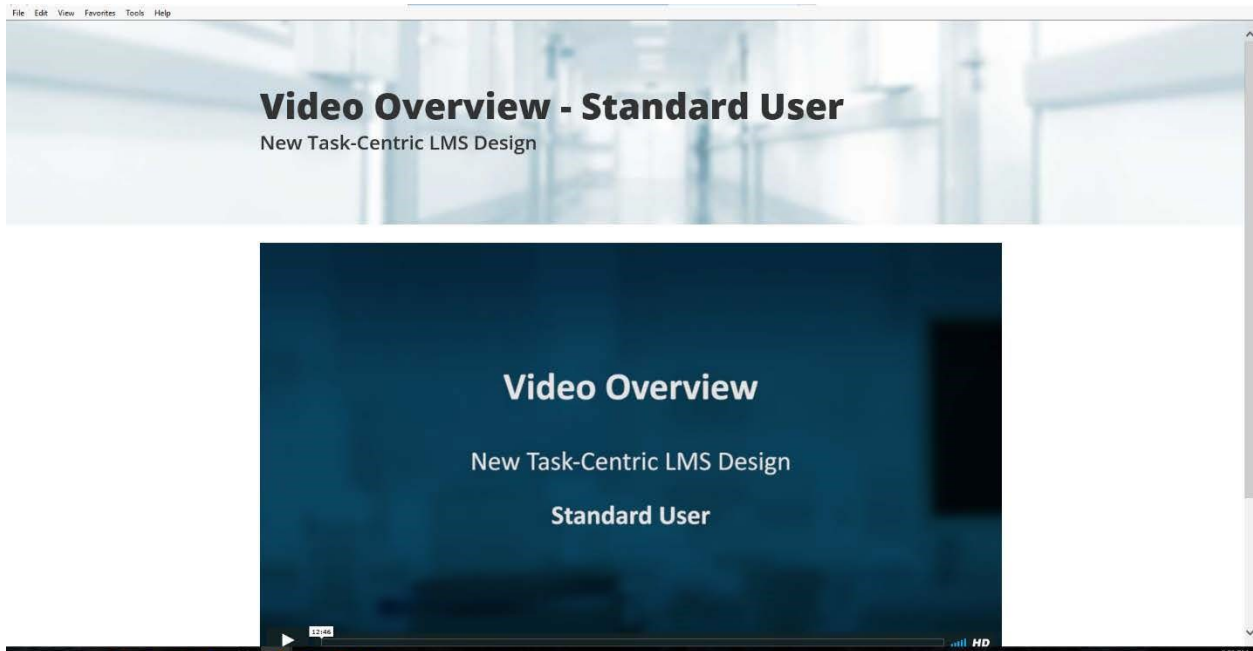 File Edit View Favorites Tools Help
Video Overview - Standard User
New Task-Centric LMS Design
Video Overview
New Task-Centric LMS Design
Standard User
12:46
HD